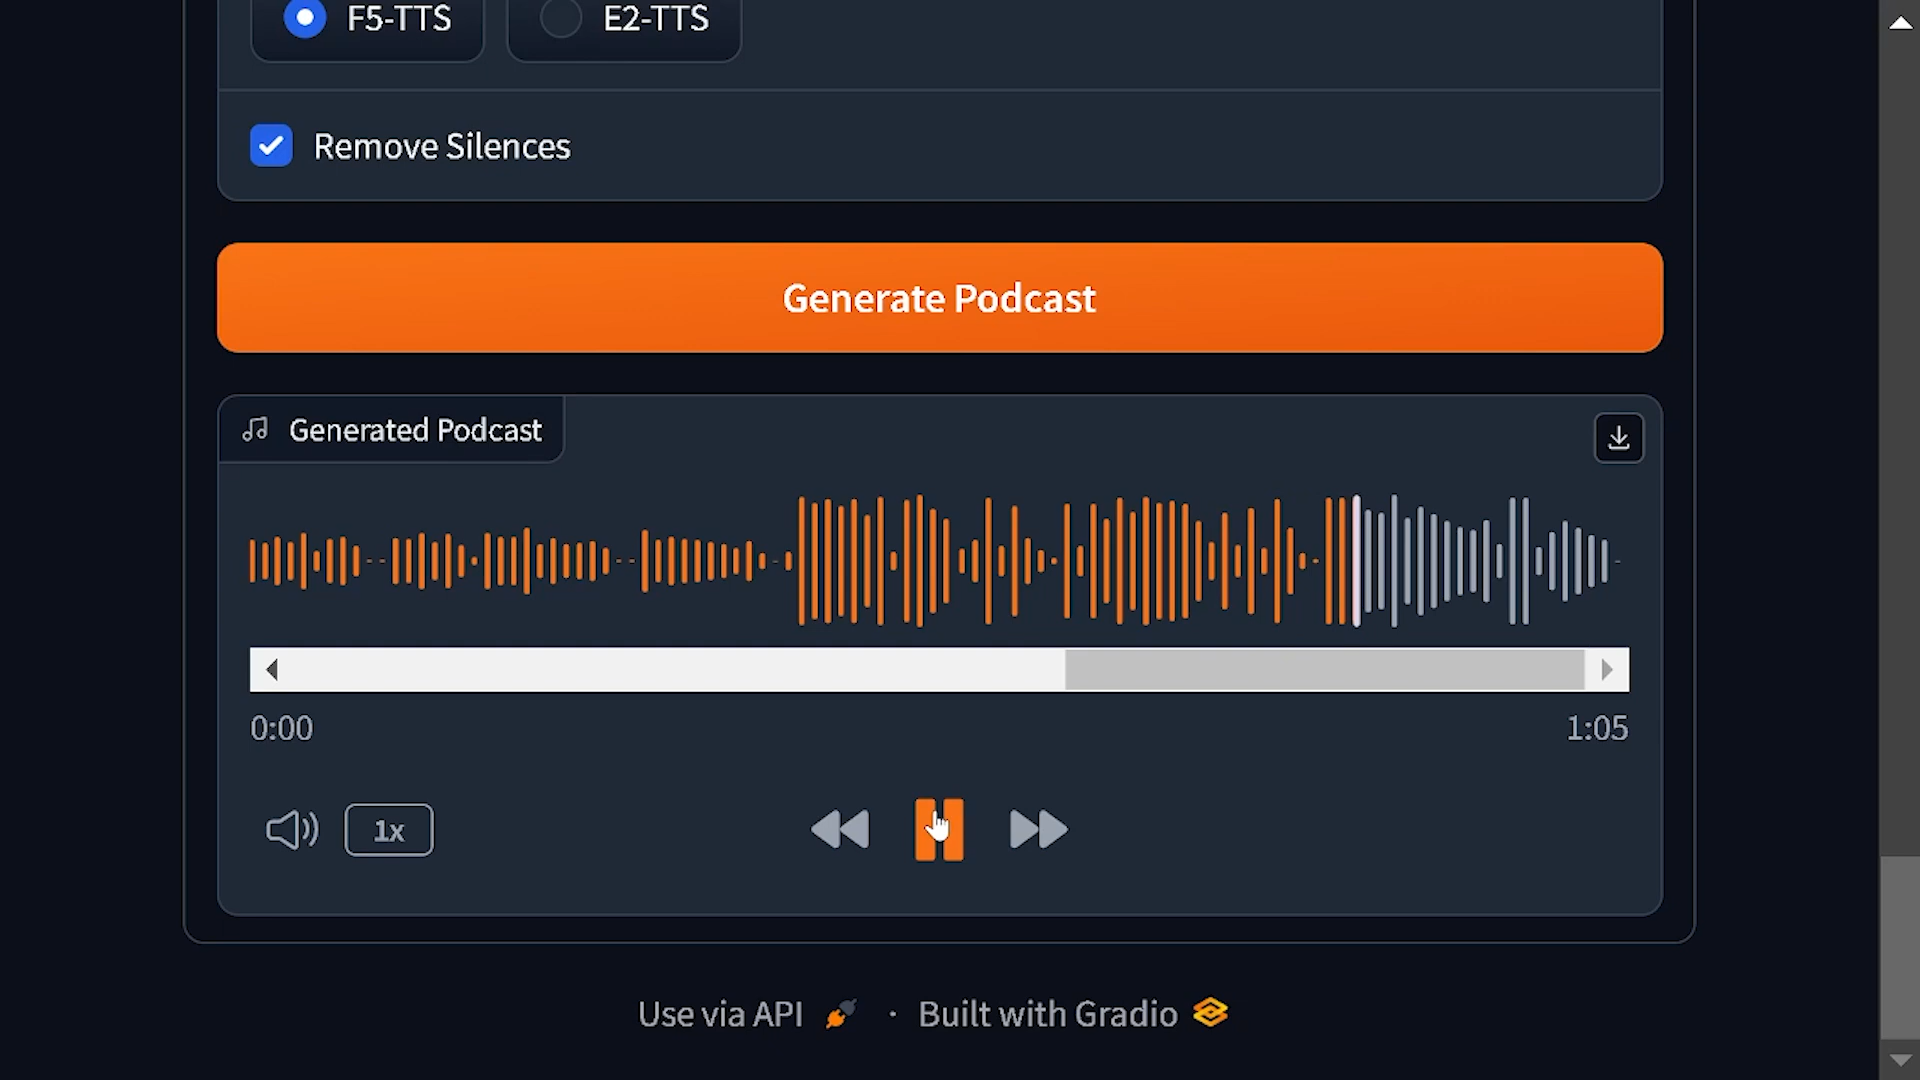 F5-TTS
E2-TTS
Remove Silences
Generate Podcast
Generated Podcast
0:00
1:05
1x
Use via API · Built with Gradio